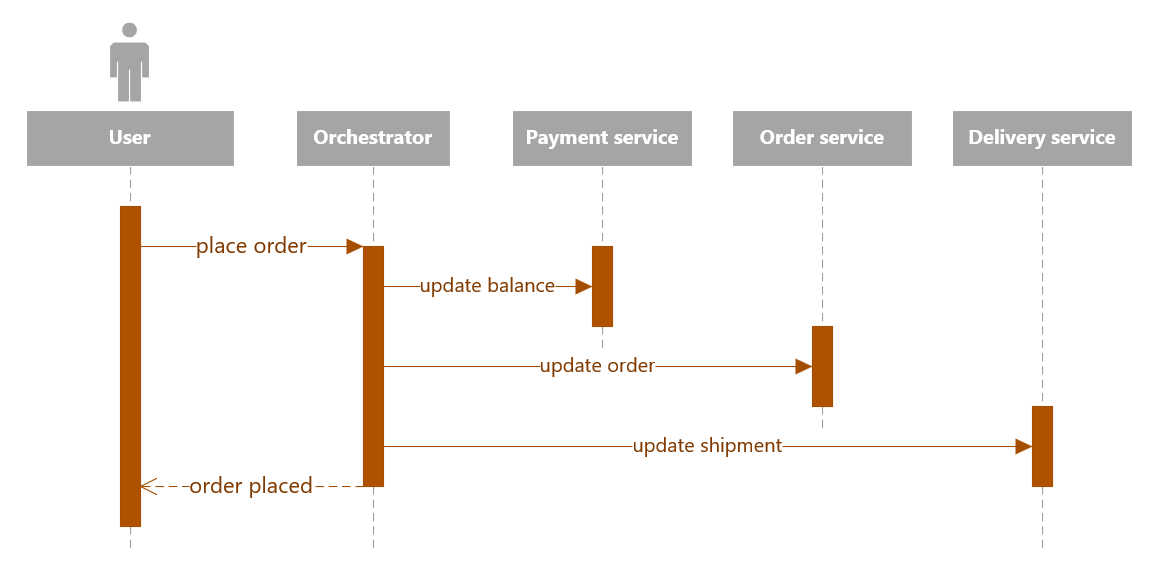 User
Orchestrator
Payment service
Order service
Delivery service
place order
update balance
update order
update shipment
order placed